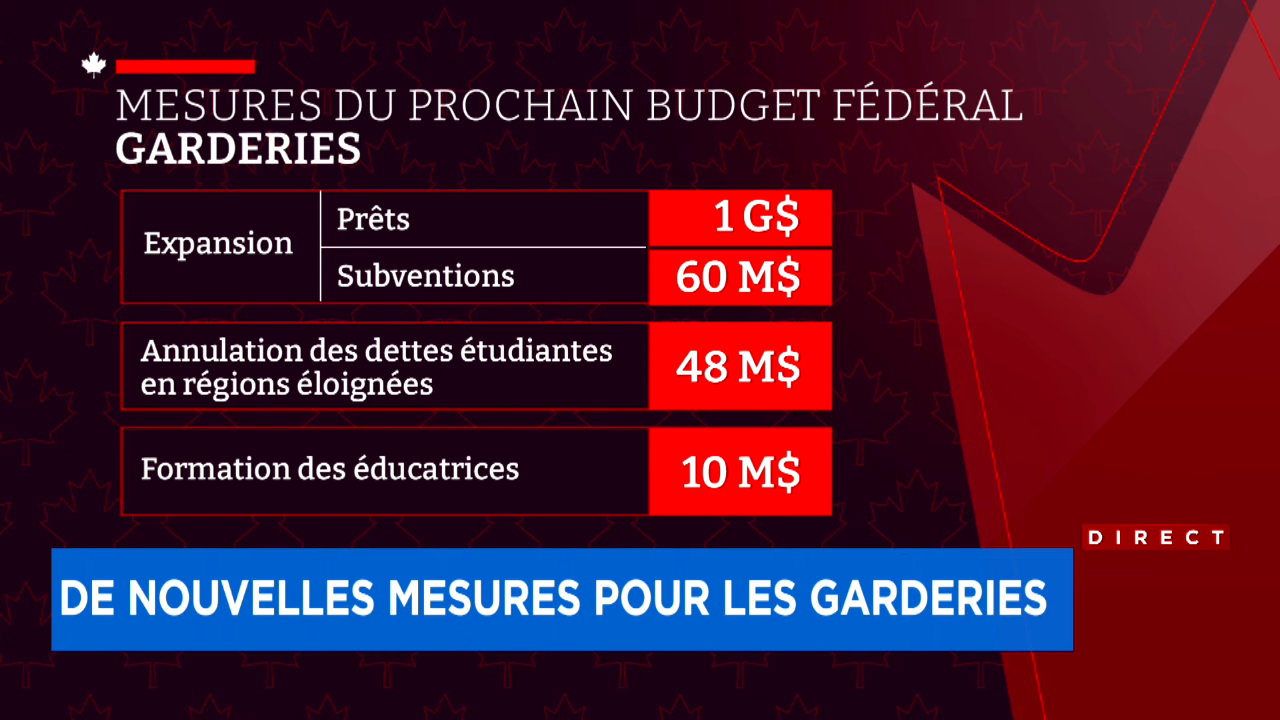 MESURES DU PROCHAIN BUDGET FÉDÉRAL
GARDERIES
Expansion
Prêts
1 G$
Subventions
60 M$
Annulation des dettes étudiantes
en régions éloignées
48 M$
Formation des éducatrices
10 M$
DIRECT
DE NOUVELLES MESURES POUR LES GARDERIES